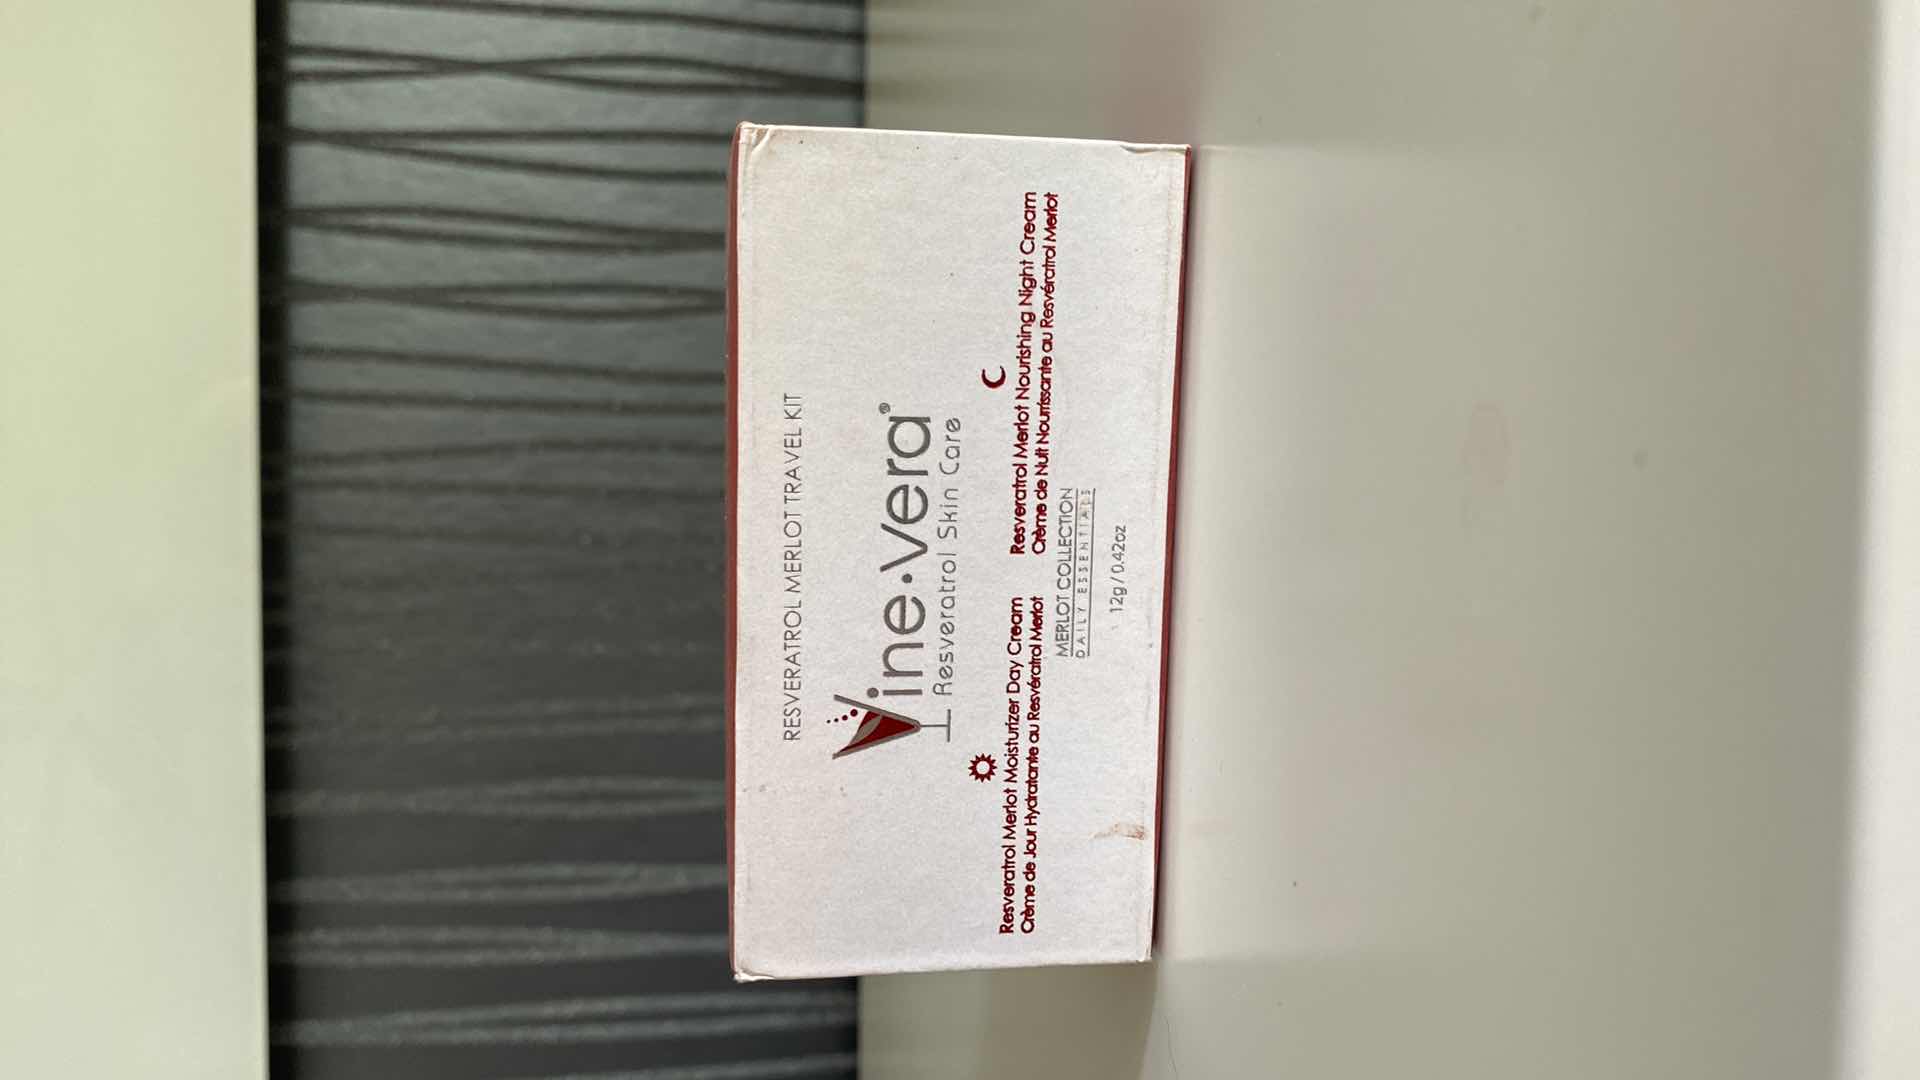 RESVERATROL MERLOT TRAVEL KIT
Vine·vera®
Resveratrol Skin Care
Resveratrol Merlot Moisturizer Day Cream
Crème de Jour Hydratante au Resvératrol Merlot
Resveratrol Merlot Nourishing Night Cream
Crème de Nuit Nourrissante au Resvératrol Merlot
MERLOT COLLECTION
DAILY ESSENTIALS
12g / 0.42oz